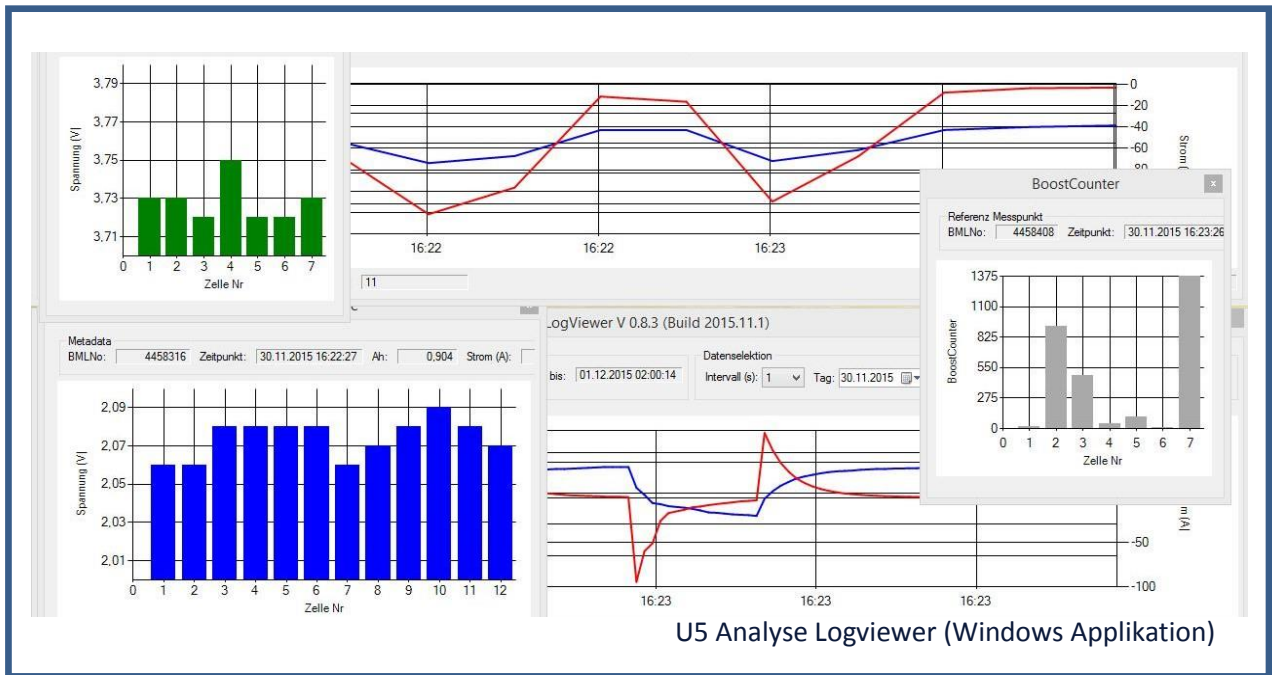 3,79
3,77
3,75
3,73
3,71
Spannung [V]
0 1 2 3 4 5 6 7
Zelle Nr
0
-20
-40
-60
-80
Strom (
16:22 16:22 16:23
11
BoostCounter
x
Referenz Messpunkt
BMLNo: 4458408 Zeitpunkt: 30.11.2015 16:23:26
1375
1100
825
550
275
0
BoostCounter
0 1 2 3 4 5 6 7
Zelle Nr
Metadata
BMLNo: 4458316 Zeitpunkt: 30.11.2015 16:22:27 Ah: 0,904 Strom (A):
2,09
2,07
2,05
2,03
2,01
Spannung [V]
0 1 2 3 4 5 6 7 8 9 10 11 12
Zelle Nr
LogViewer V 0.8.3 (Build 2015.11.1)
bis: 01.12.2015 02:00:14
Datenselektion
Intervall (s): 1 Tag: 30.11.2015
-50
-100
m [A]
16:23 16:23 16:23
U5 Analyse Logviewer (Windows Applikation)